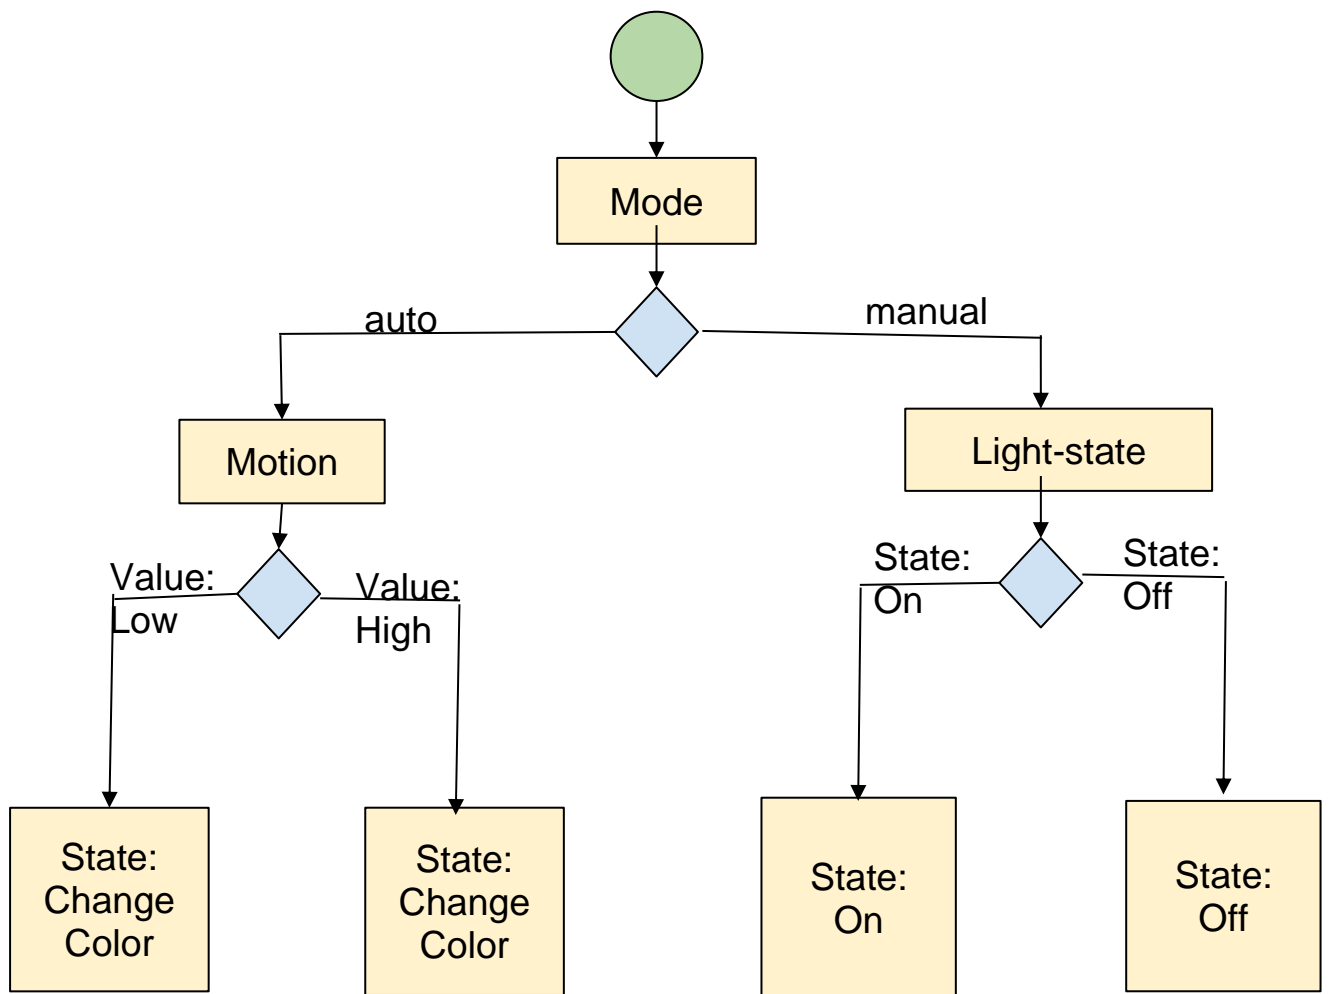 Mode
auto
manual
Motion
Light-state
Value:
Low
Value:
High
State:
On
State:
Off
State:
Change
Color
State:
Change
Color
State:
On
State:
Off